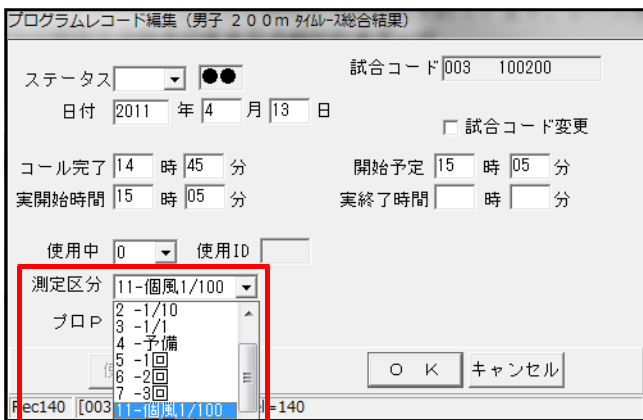 プログラムレコード編集（男子 ２００ｍ ﾀｲﾑﾚｰｽ総合結果）
ステータス ●● 試合コード 003 100200
日付 2011 年 4 月 13 日
試合コード変更
コール完了 14 時 45 分 開始予定 15 時 05 分
実開始時間 15 時 05 分 実終了時間 時 分
使用中 0 使用ID
測定区分 11-個風1/100
プロＰ
2 -1/10
3 -1/1
4 -予備
5 -1回
6 -2回
7 -3回
11-個風1/100
Ｏ Ｋ キャンセル
Rec140 [003 =140